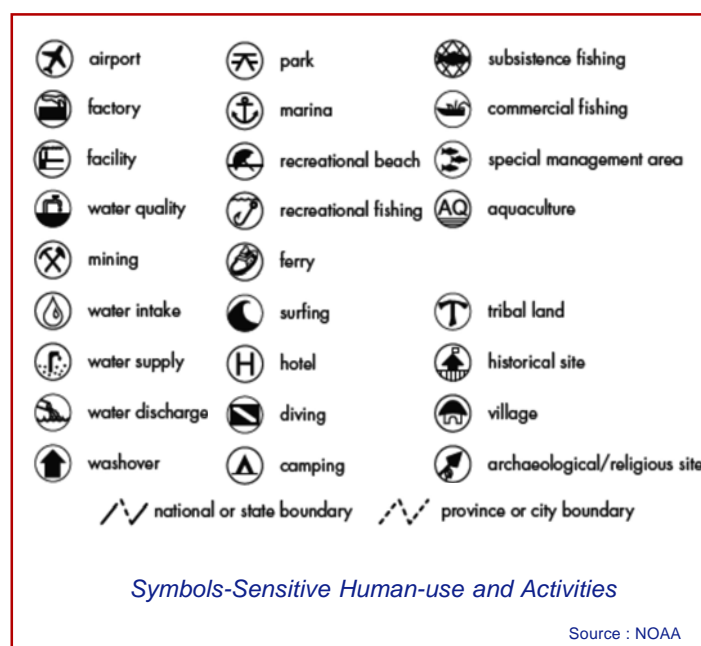 airport park subsistence fishing
factory marina commercial fishing
facility recreational beach special management area
water quality recreational fishing AQ aquaculture
mining ferry
water intake surfing tribal land
water supply H hotel historical site
water discharge diving village
washover camping archaeological/religious site
national or state boundary province or city boundary
Symbols-Sensitive Human-use and Activities
Source : NOAA